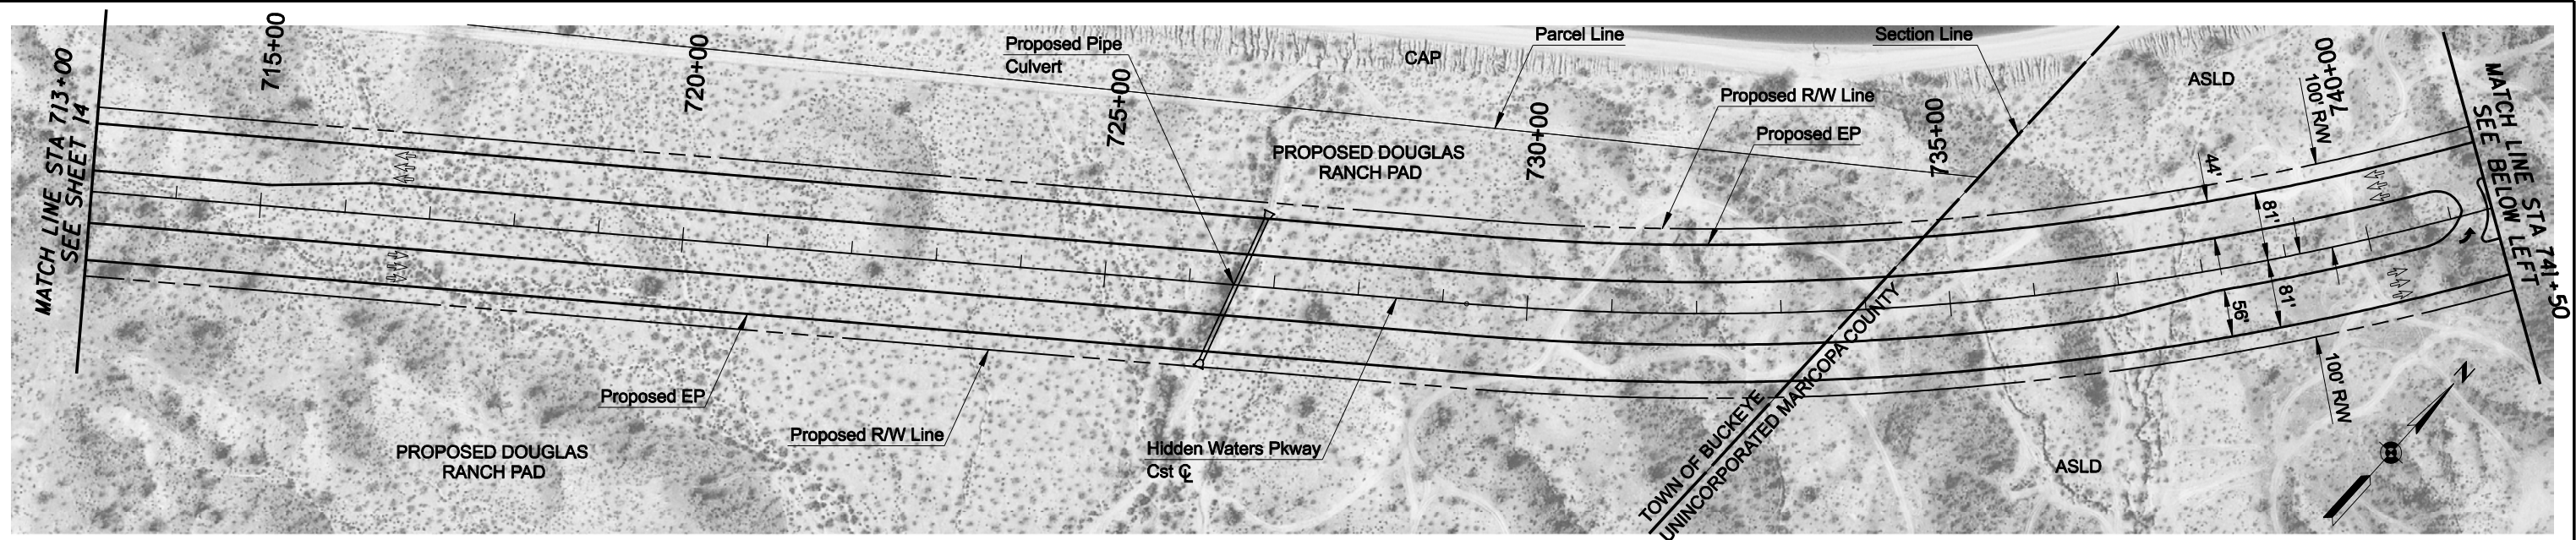 MATCH LINE STA 713+00
SEE SHEET 14
715+00
720+00
Proposed Pipe
Culvert
725+00
CAP
Parcel Line
730+00
Section Line
Proposed R/W Line
Proposed EP
735+00
ASLD
740+00
100' R/W
MATCH LINE STA 741+50
SEE BELOW LEFT
PROPOSED DOUGLAS
RANCH PAD
44'
81'
81'
56'
100' R/W
Proposed EP
Proposed R/W Line
PROPOSED DOUGLAS
RANCH PAD
Hidden Waters Pkway
Cst ℄
TOWN OF BUCKEYE
UNINCORPORATED MARICOPA COUNTY
ASLD
N